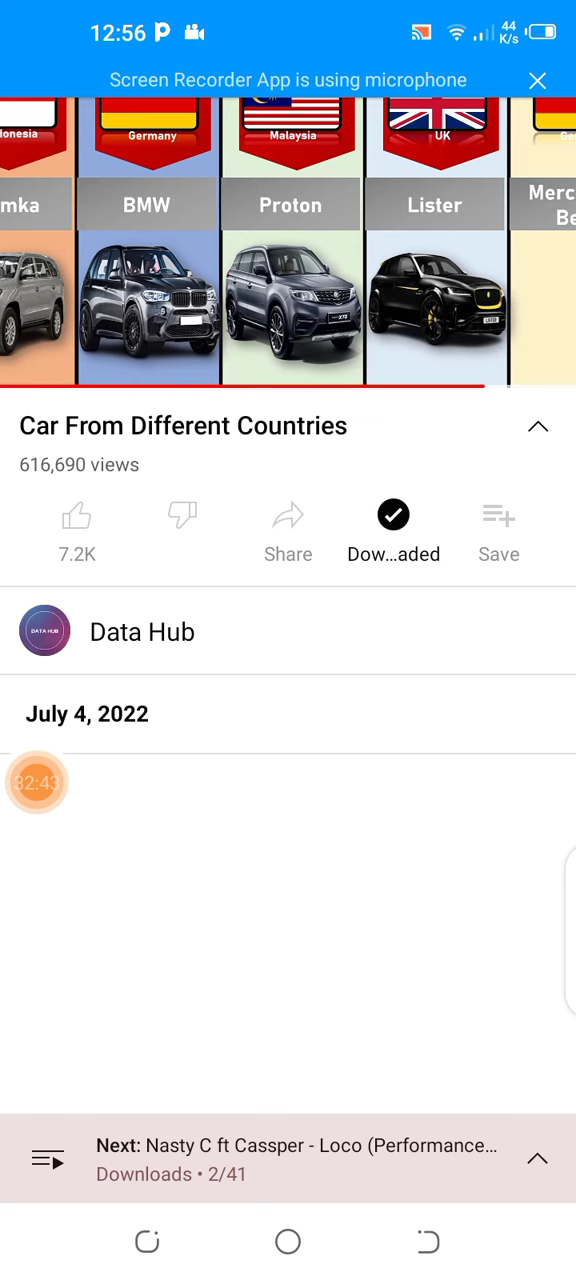 12:56
44
K/s
Screen Recorder App is using microphone
donesia
Germany
Malaysia
UK
mka
BMW
Proton
Lister
Merc
Be
Car From Different Countries
616,690 views
7.2K
Share
Dow...aded
Save
DATA HUB
Data Hub
July 4, 2022
32:43
Next: Nasty C ft Cassper - Loco (Performance...
Downloads • 2/41